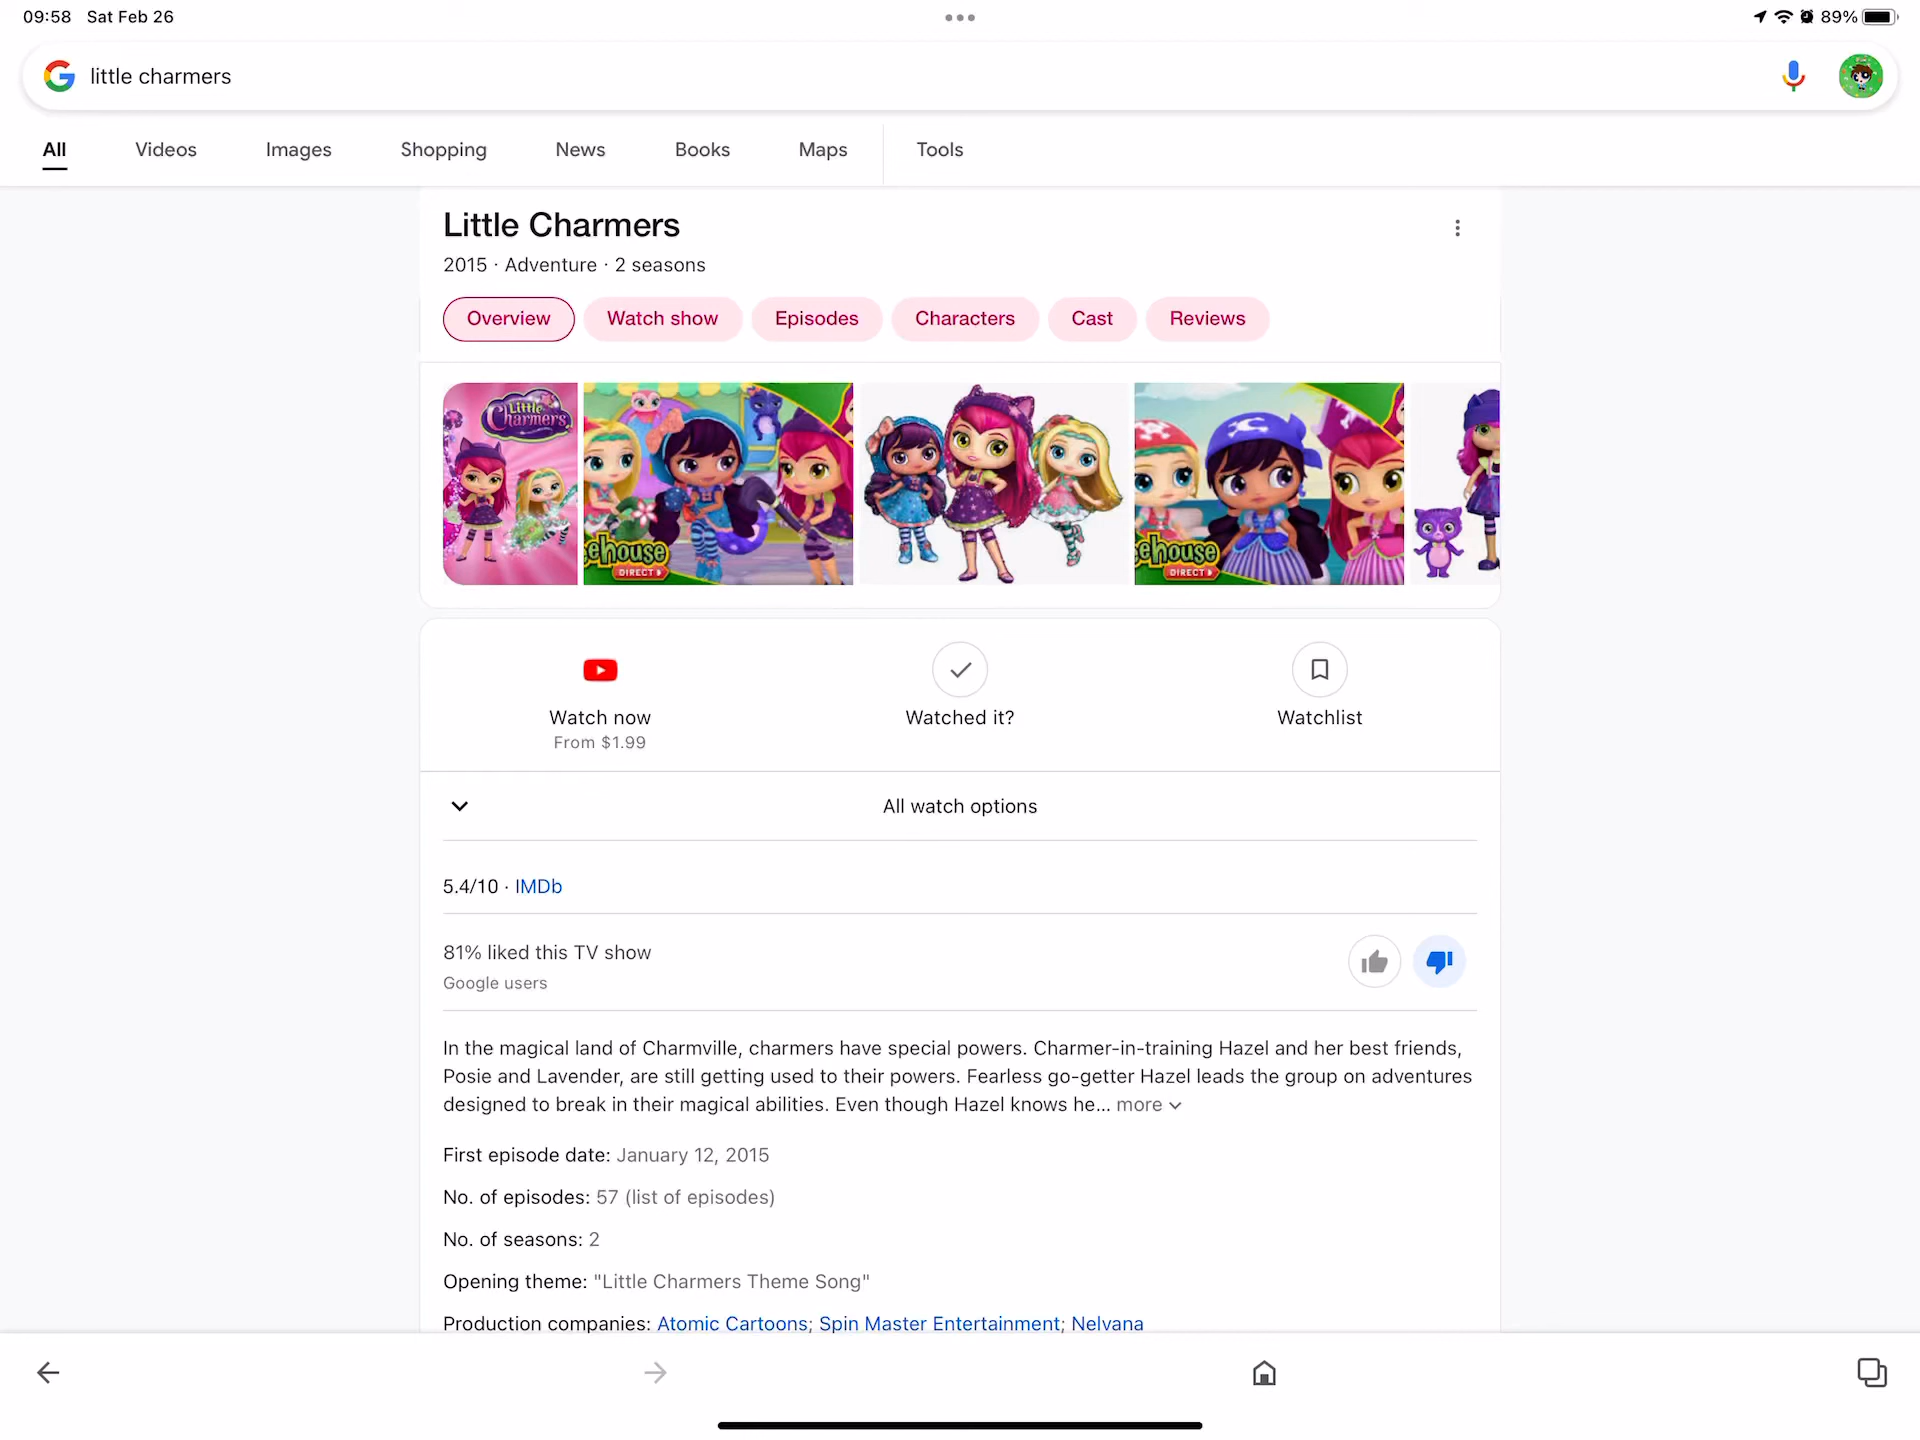 09:58 Sat Feb 26
89%
little charmers
All Videos Images Shopping News Books Maps Tools
Little Charmers
2015 · Adventure · 2 seasons
Overview Watch show Episodes Characters Cast Reviews
Little
Charmers
ehouse
DIRECT
ehouse
DIRECT
Watch now
From $1.99
Watched it?
Watchlist
All watch options
5.4/10 · IMDb
81% liked this TV show
Google users
In the magical land of Charmville, charmers have special powers. Charmer-in-training Hazel and her best friends,
Posie and Lavender, are still getting used to their powers. Fearless go-getter Hazel leads the group on adventures
designed to break in their magical abilities. Even though Hazel knows he... more
First episode date: January 12, 2015
No. of episodes: 57 (list of episodes)
No. of seasons: 2
Opening theme: "Little Charmers Theme Song"
Production companies: Atomic Cartoons; Spin Master Entertainment; Nelvana